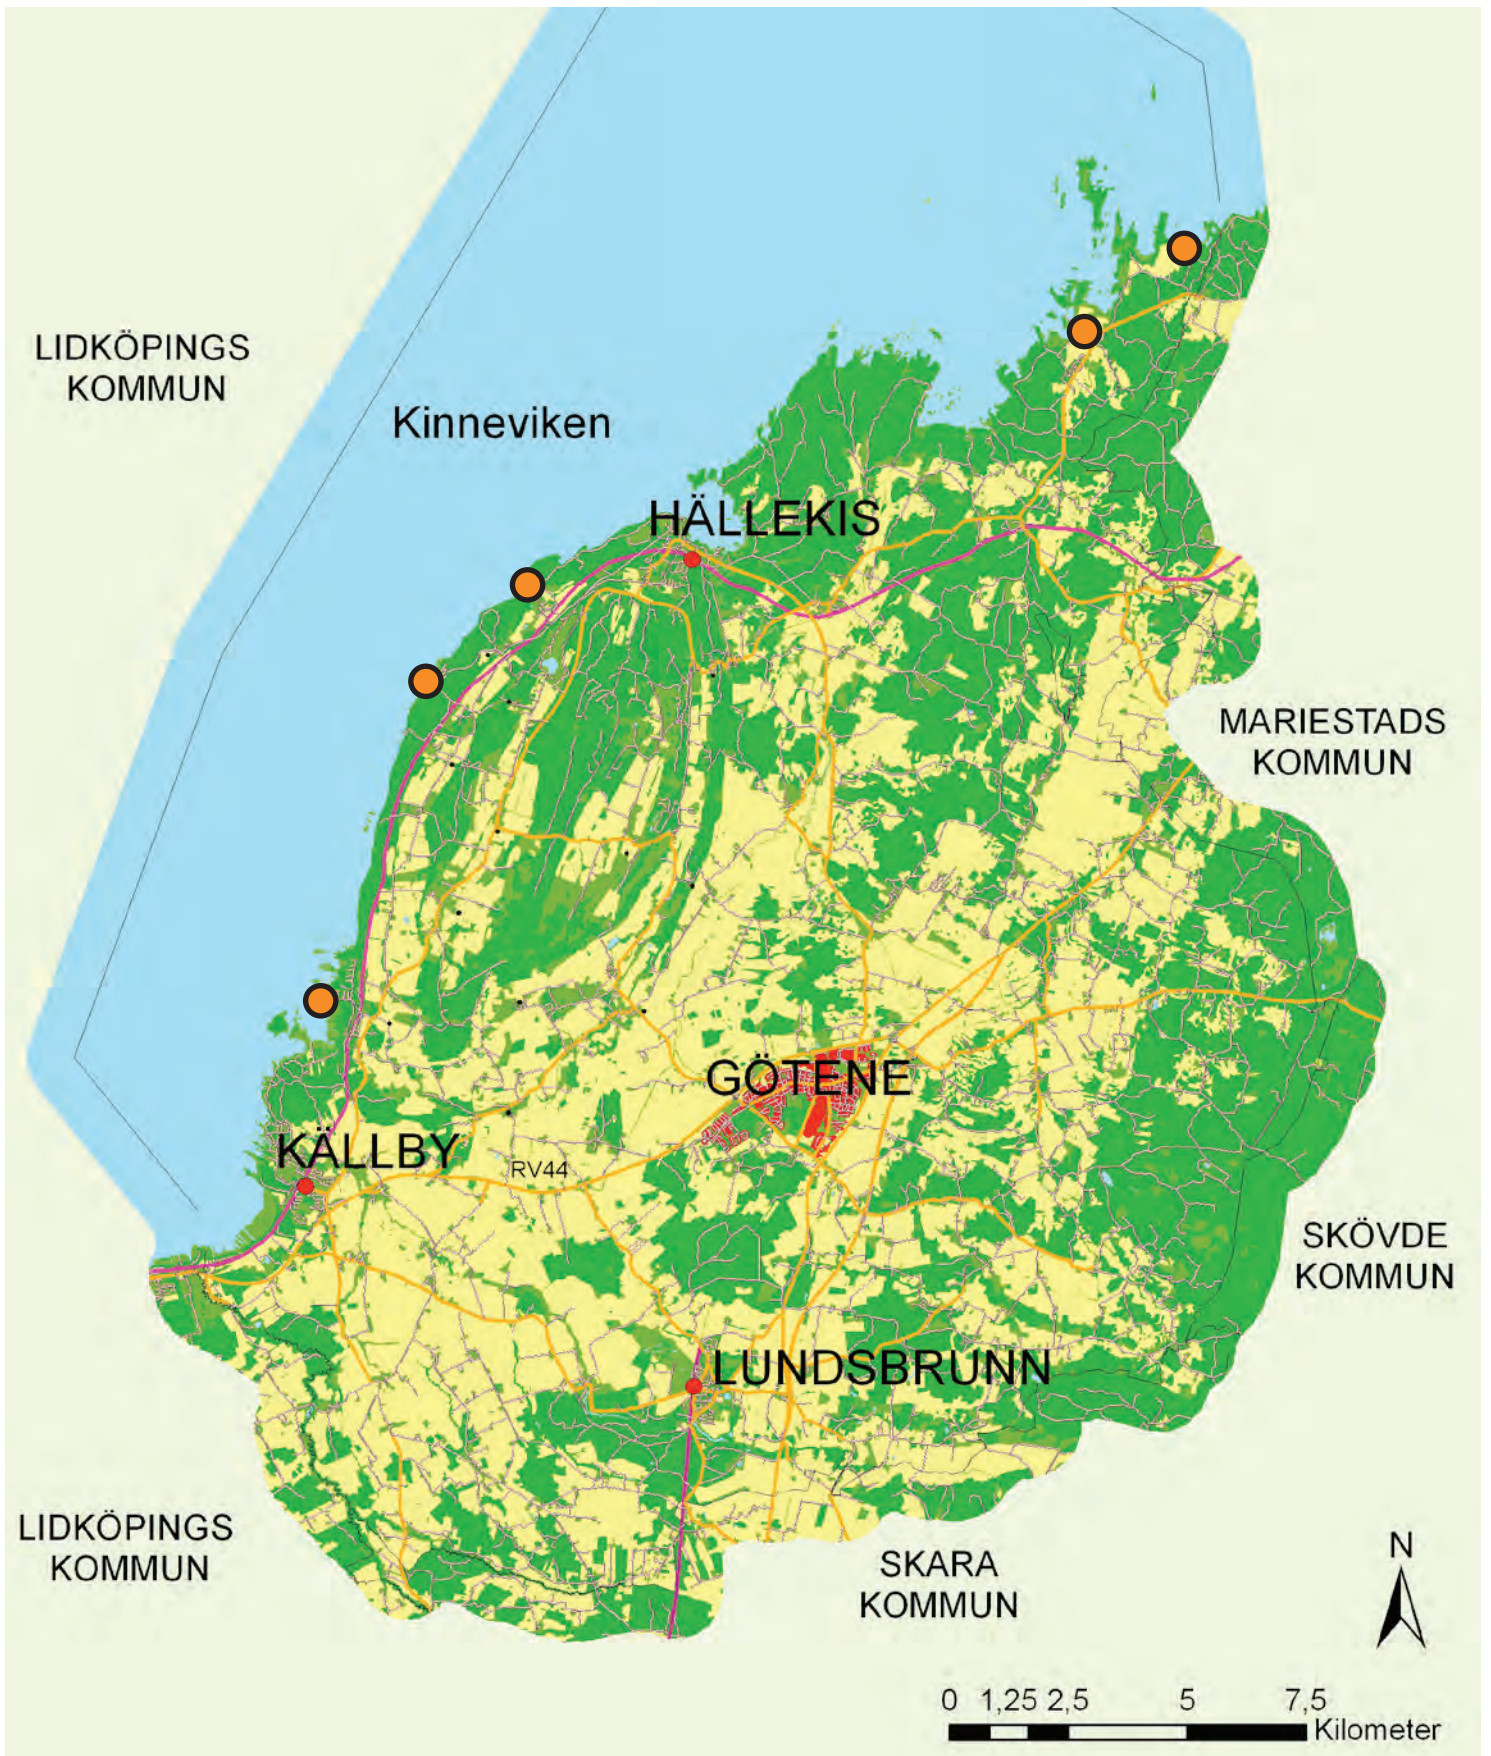 LIDKÖPINGS
KOMMUN
Kinneviken
HÄLLEKIS
MARIESTADS
KOMMUN
GÖTENE
KÄLLBY
RV44
SKÖVDE
KOMMUN
LUNDSBRUNN
LIDKÖPINGS
KOMMUN
SKARA
KOMMUN
N
0 1,25 2,5 5 7,5
Kilometer